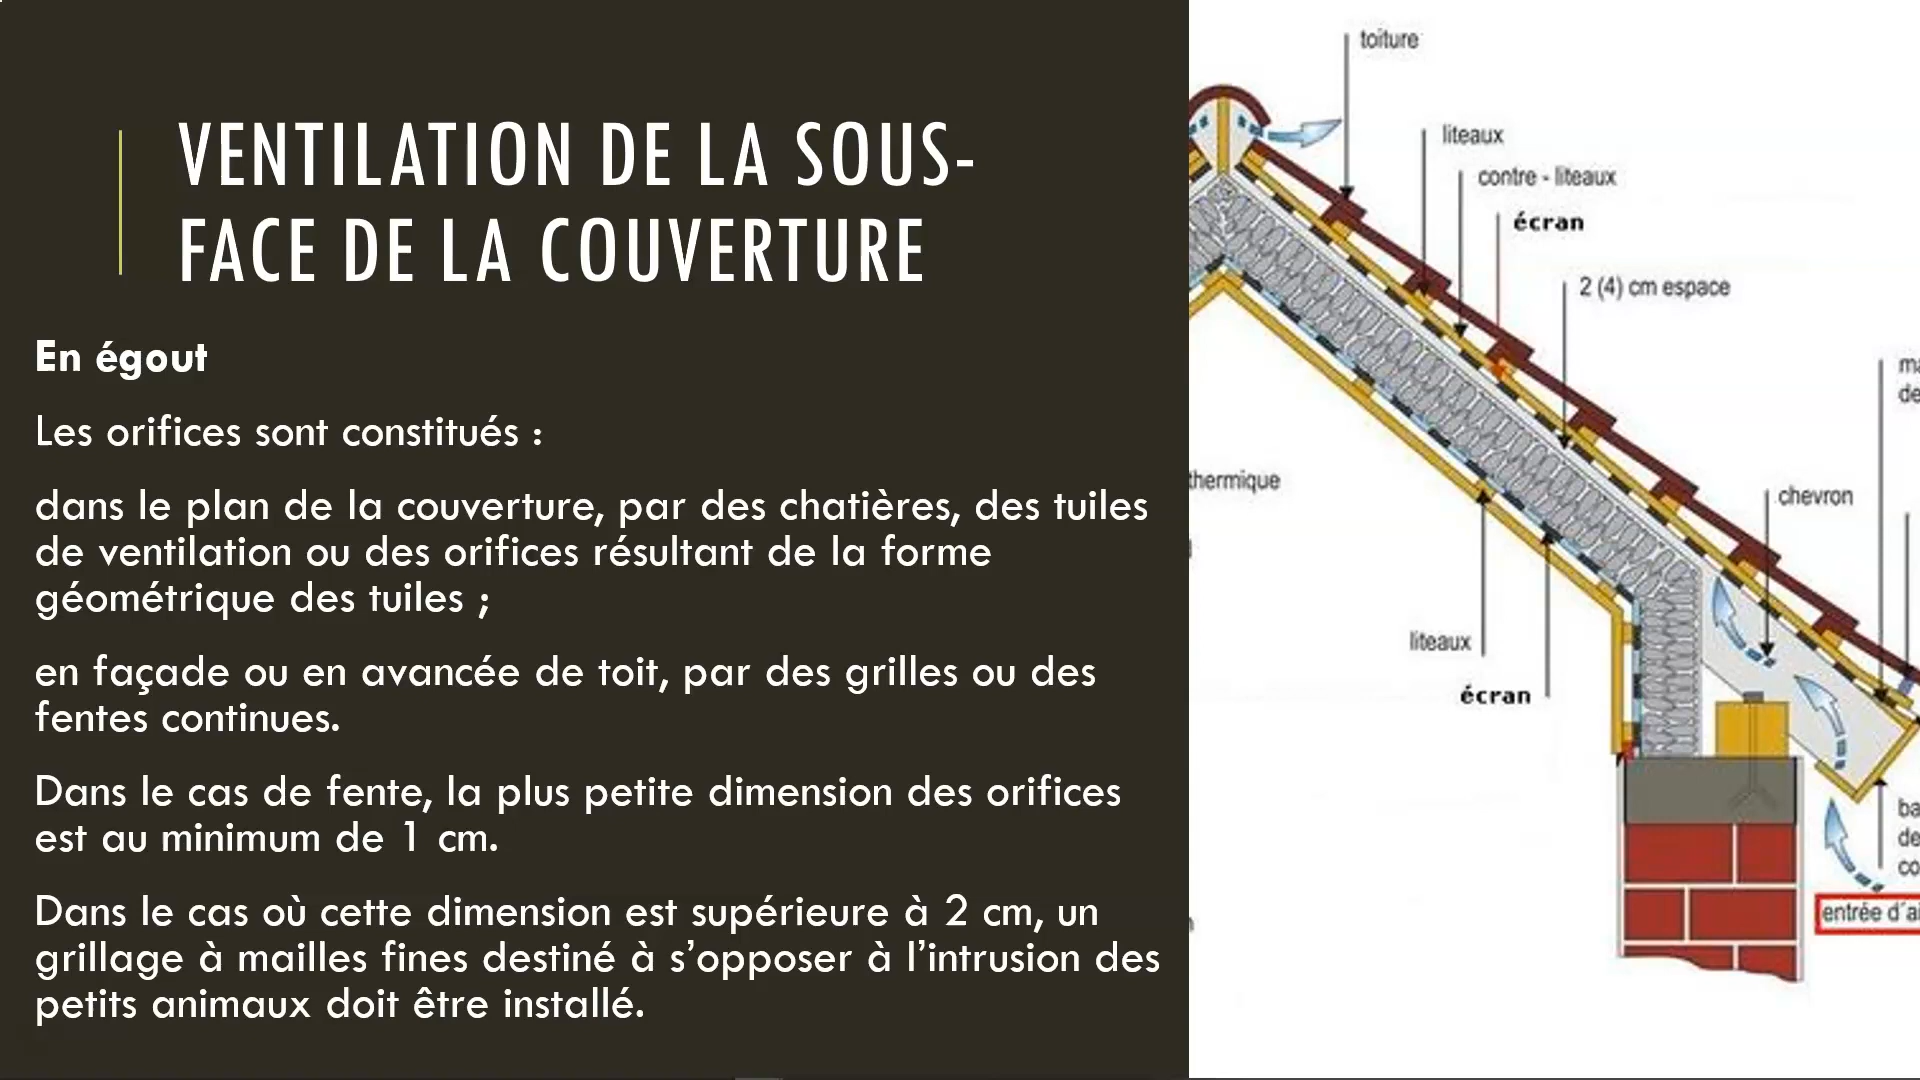 VENTILATION DE LA SOUS-
FACE DE LA COUVERTURE
En égout
Les orifices sont constitués :
dans le plan de la couverture, par des chatières, des tuiles
de ventilation ou des orifices résultant de la forme
géométrique des tuiles ;
en façade ou en avancée de toit, par des grilles ou des
fentes continues.
Dans le cas de fente, la plus petite dimension des orifices
est au minimum de 1 cm.
Dans le cas où cette dimension est supérieure à 2 cm, un
grillage à mailles fines destiné à s’opposer à l’intrusion des
petits animaux doit être installé.
toiture
liteaux
contre - liteaux
écran
2 (4) cm espace
thermique
chevron
liteaux
écran
entrée d'ai